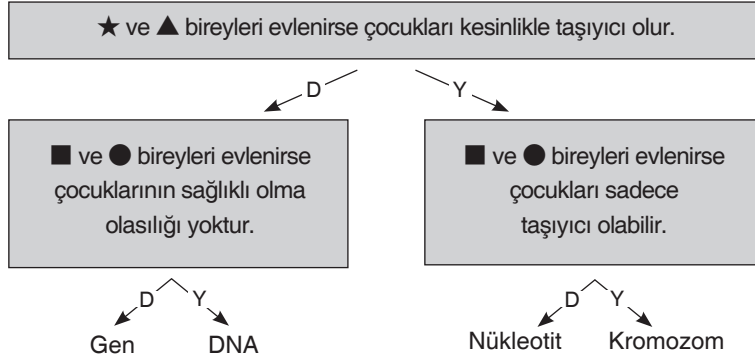 ★ ve ▲ bireyleri evlenirse çocukları kesinlikle taşıyıcı olur.
D Y
■ ve ● bireyleri evlenirse
çocuklarının sağlıklı olma
olasılığı yoktur.
■ ve ● bireyleri evlenirse
çocukları sadece
taşıyıcı olabilir.
D Y D Y
Gen DNA Nükleotit Kromozom